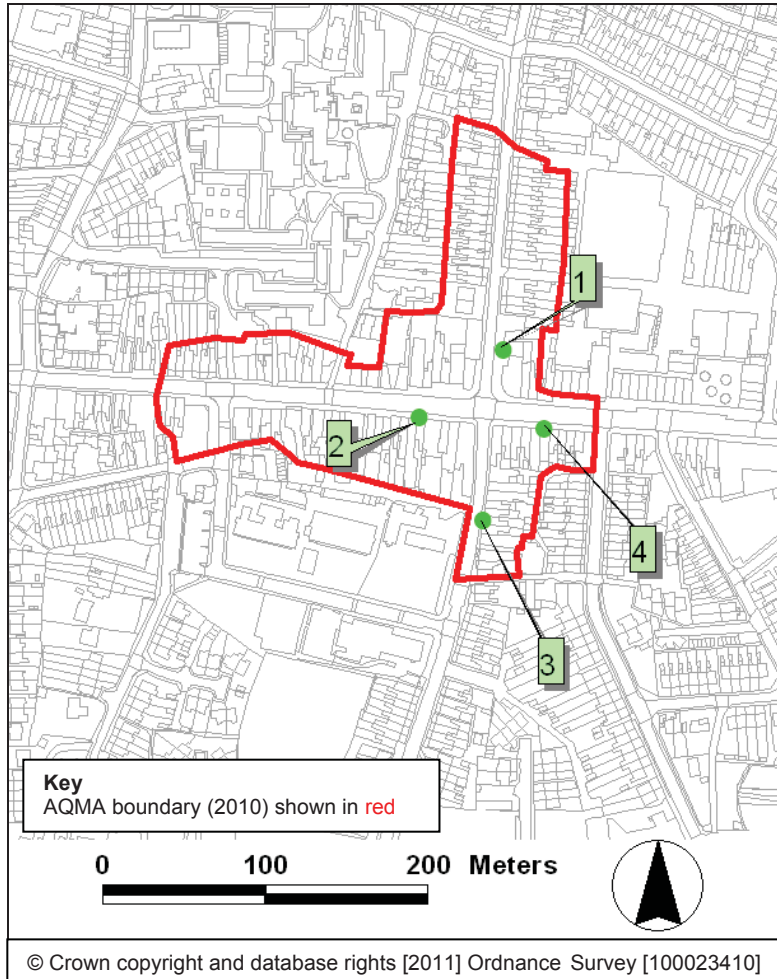 1
2
4
3
Key
AQMA boundary (2010) shown in red
0 100 200 Meters
© Crown copyright and database rights [2011] Ordnance Survey [100023410]